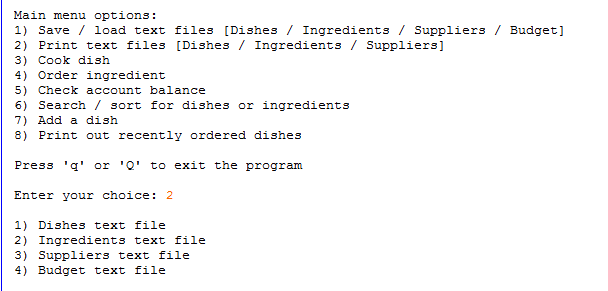 Main menu options:
1) Save / load text files [Dishes / Ingredients / Suppliers / Budget]
2) Print text files [Dishes / Ingredients / Suppliers]
3) Cook dish
4) Order ingredient
5) Check account balance
6) Search / sort for dishes or ingredients
7) Add a dish
8) Print out recently ordered dishes
Press 'q' or 'Q' to exit the program
Enter your choice: 2
1) Dishes text file
2) Ingredients text file
3) Suppliers text file
4) Budget text file